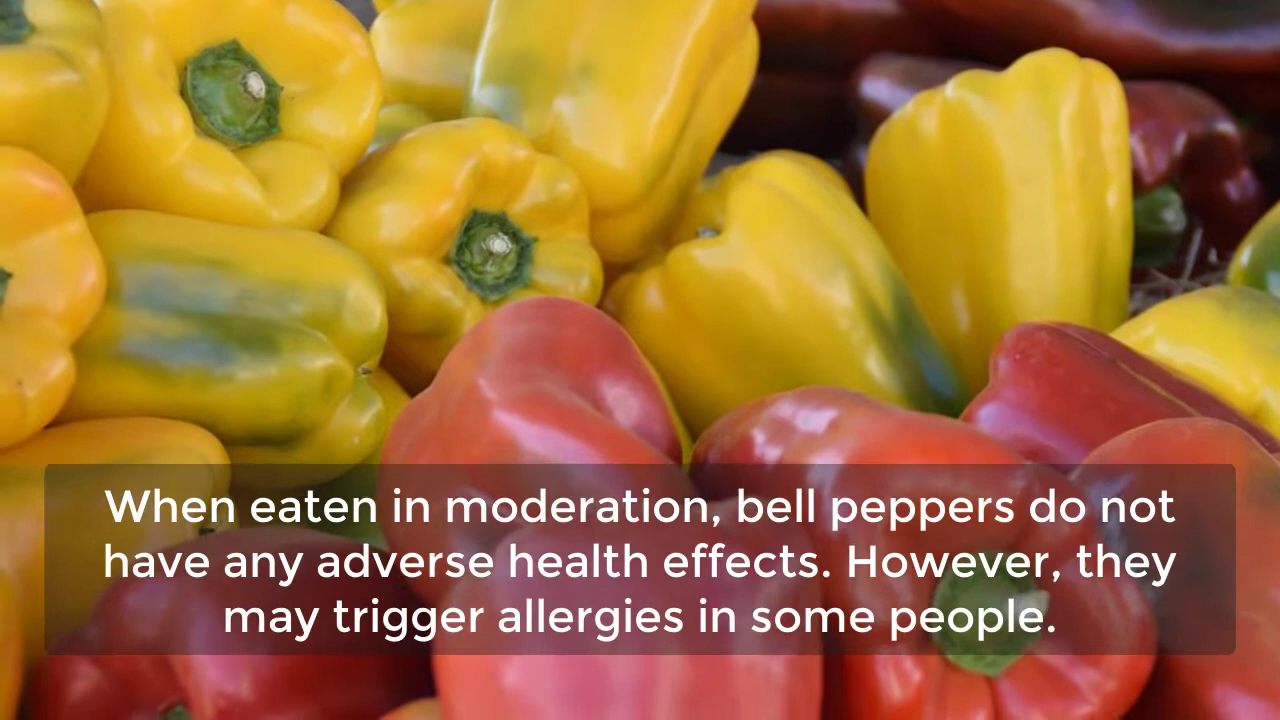 When eaten in moderation, bell peppers do not
have any adverse health effects. However, they
may trigger allergies in some people.